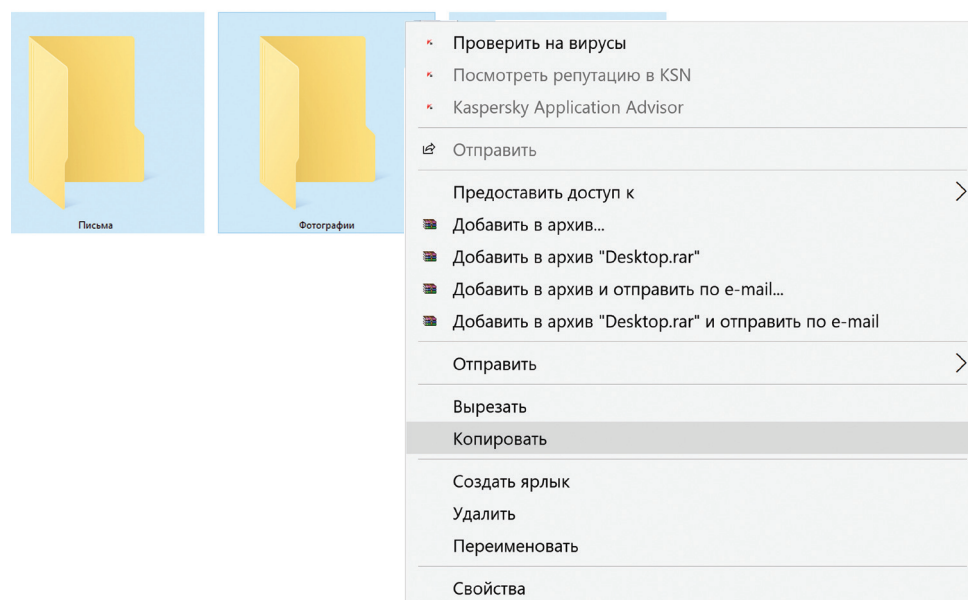 Письма
Фотографии
Проверить на вирусы
Посмотреть репутацию в KSN
Kaspersky Application Advisor
Отправить
Предоставить доступ к
Добавить в архив...
Добавить в архив "Desktop.rar"
Добавить в архив и отправить по e-mail...
Добавить в архив "Desktop.rar" и отправить по e-mail
Отправить
Вырезать
Копировать
Создать ярлык
Удалить
Переименовать
Свойства